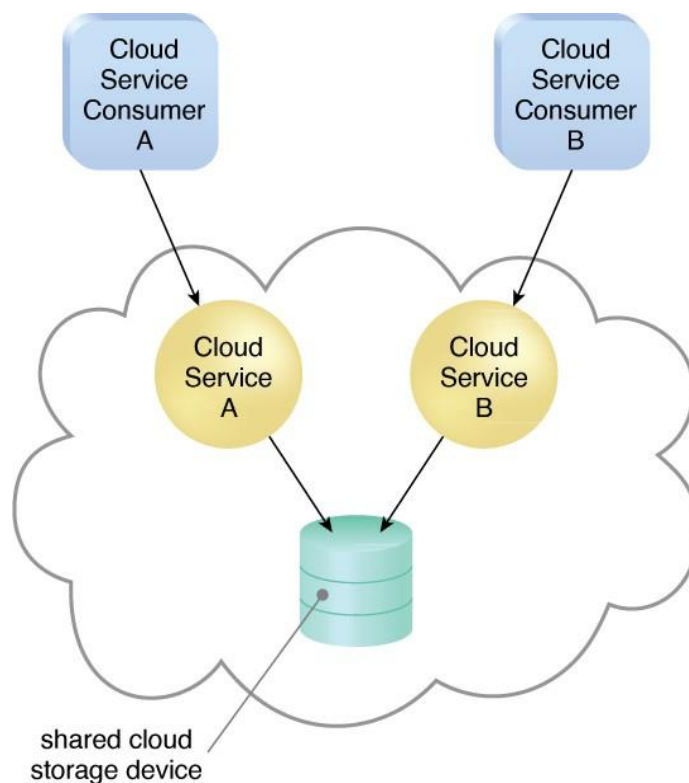 Cloud
Service
Consumer
A
Cloud
Service
Consumer
B
Cloud
Service
A
Cloud
Service
B
shared cloud
storage device